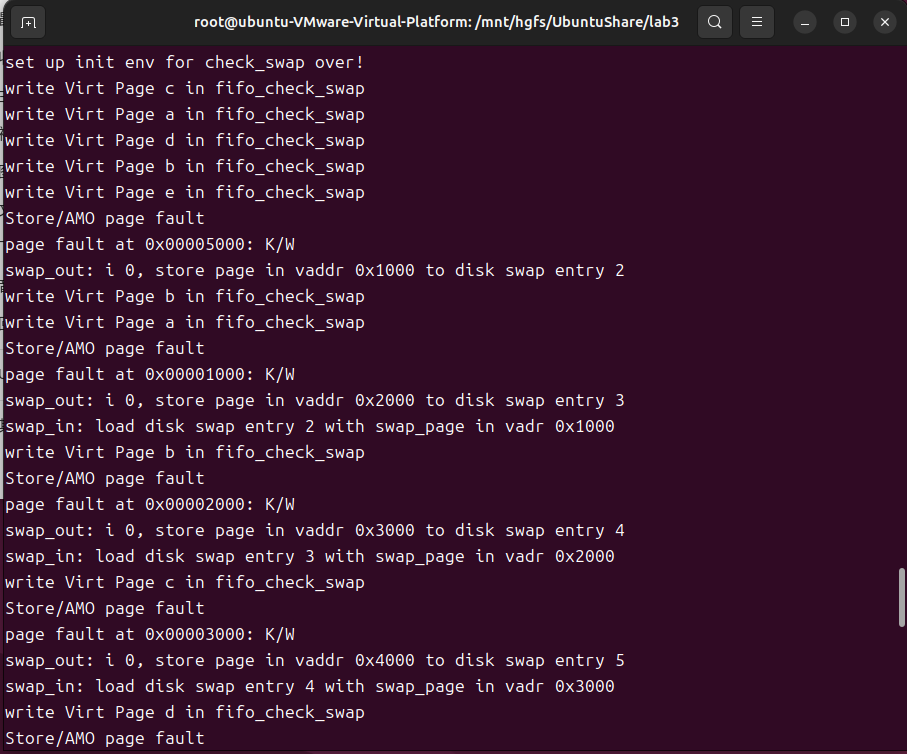 root@ubuntu-VMware-Virtual-Platform: /mnt/hgfs/UbuntuShare/lab3
set up init env for check_swap over!
write Virt Page c in fifo_check_swap
write Virt Page a in fifo_check_swap
write Virt Page d in fifo_check_swap
write Virt Page b in fifo_check_swap
write Virt Page e in fifo_check_swap
Store/AMO page fault
page fault at 0x00005000: K/W
swap_out: i 0, store page in vaddr 0x1000 to disk swap entry 2
write Virt Page b in fifo_check_swap
write Virt Page a in fifo_check_swap
Store/AMO page fault
page fault at 0x00001000: K/W
swap_out: i 0, store page in vaddr 0x2000 to disk swap entry 3
swap_in: load disk swap entry 2 with swap_page in vadr 0x1000
write Virt Page b in fifo_check_swap
Store/AMO page fault
page fault at 0x00002000: K/W
swap_out: i 0, store page in vaddr 0x3000 to disk swap entry 4
swap_in: load disk swap entry 3 with swap_page in vadr 0x2000
write Virt Page c in fifo_check_swap
Store/AMO page fault
page fault at 0x00003000: K/W
swap_out: i 0, store page in vaddr 0x4000 to disk swap entry 5
swap_in: load disk swap entry 4 with swap_page in vadr 0x3000
write Virt Page d in fifo_check_swap
Store/AMO page fault